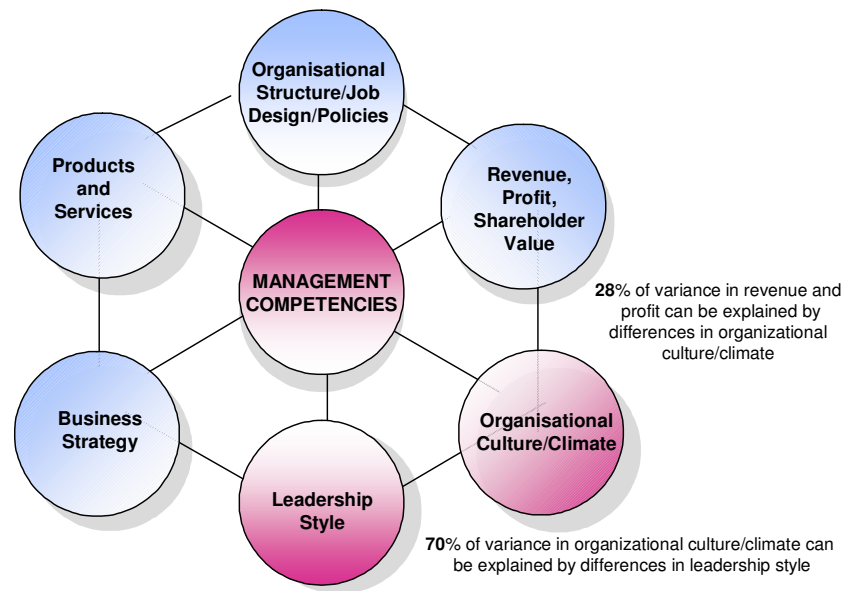 Organisational
Structure/Job
Design/Policies
Products
and
Services
Revenue,
Profit,
Shareholder
Value
MANAGEMENT
COMPETENCIES
28% of variance in revenue and
profit can be explained by
differences in organizational
culture/climate
Business
Strategy
Organisational
Culture/Climate
Leadership
Style
70% of variance in organizational culture/climate can
be explained by differences in leadership style